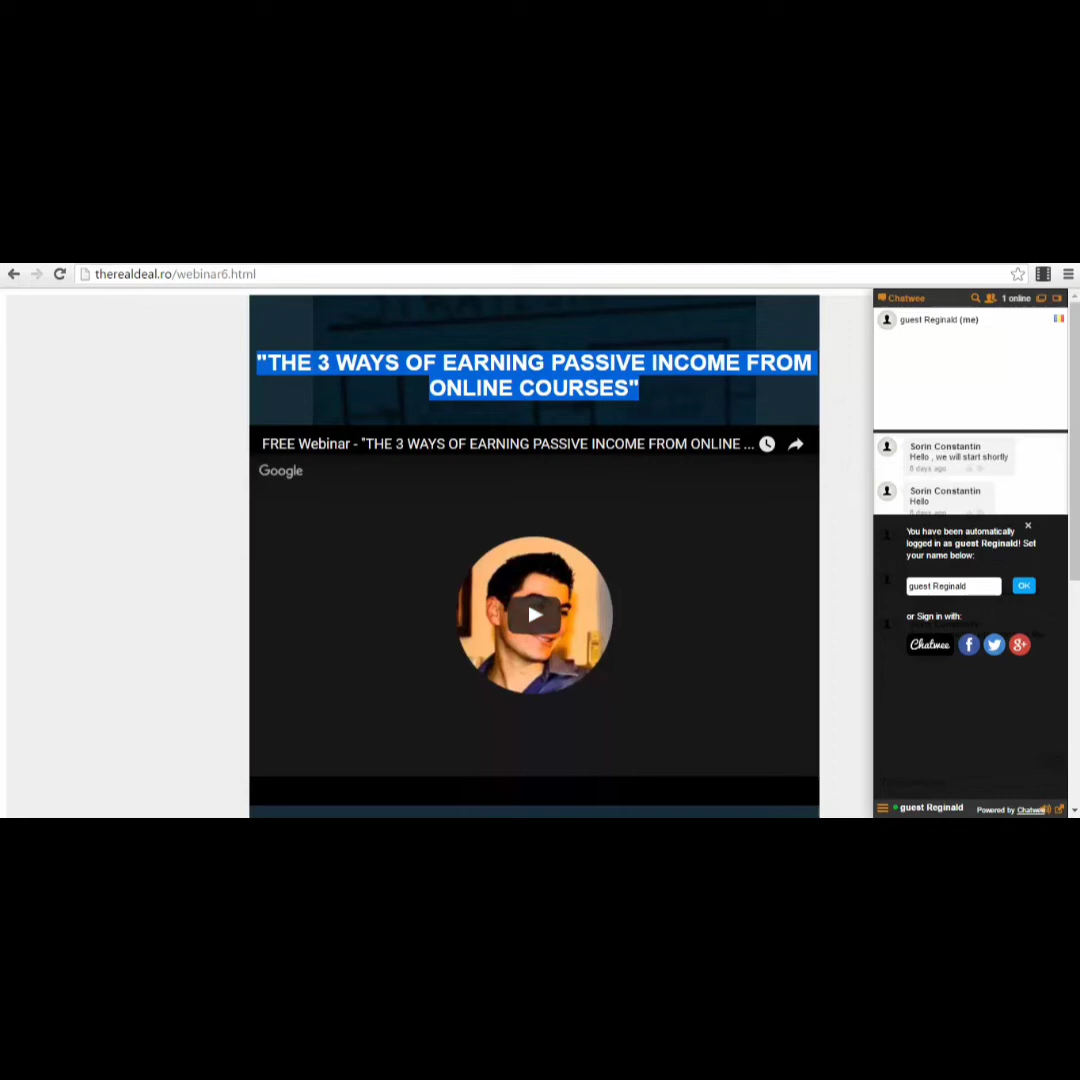 therealdeal.ro/webinar6.html
"THE 3 WAYS OF EARNING PASSIVE INCOME FROM
ONLINE COURSES"
FREE Webinar - "THE 3 WAYS OF EARNING PASSIVE INCOME FROM ONLINE ...
Google
Chatwee
1 online
guest Reginald (me)
Sorin Constantin
Hello , we will start shortly
8 days ago
Sorin Constantin
Hello
You have been automatically
logged in as guest Reginald! Set
your name below:
guest Reginald
OK
or Sign in with:
Chatwee
f
g+
guest Reginald
Powered by Chatwee